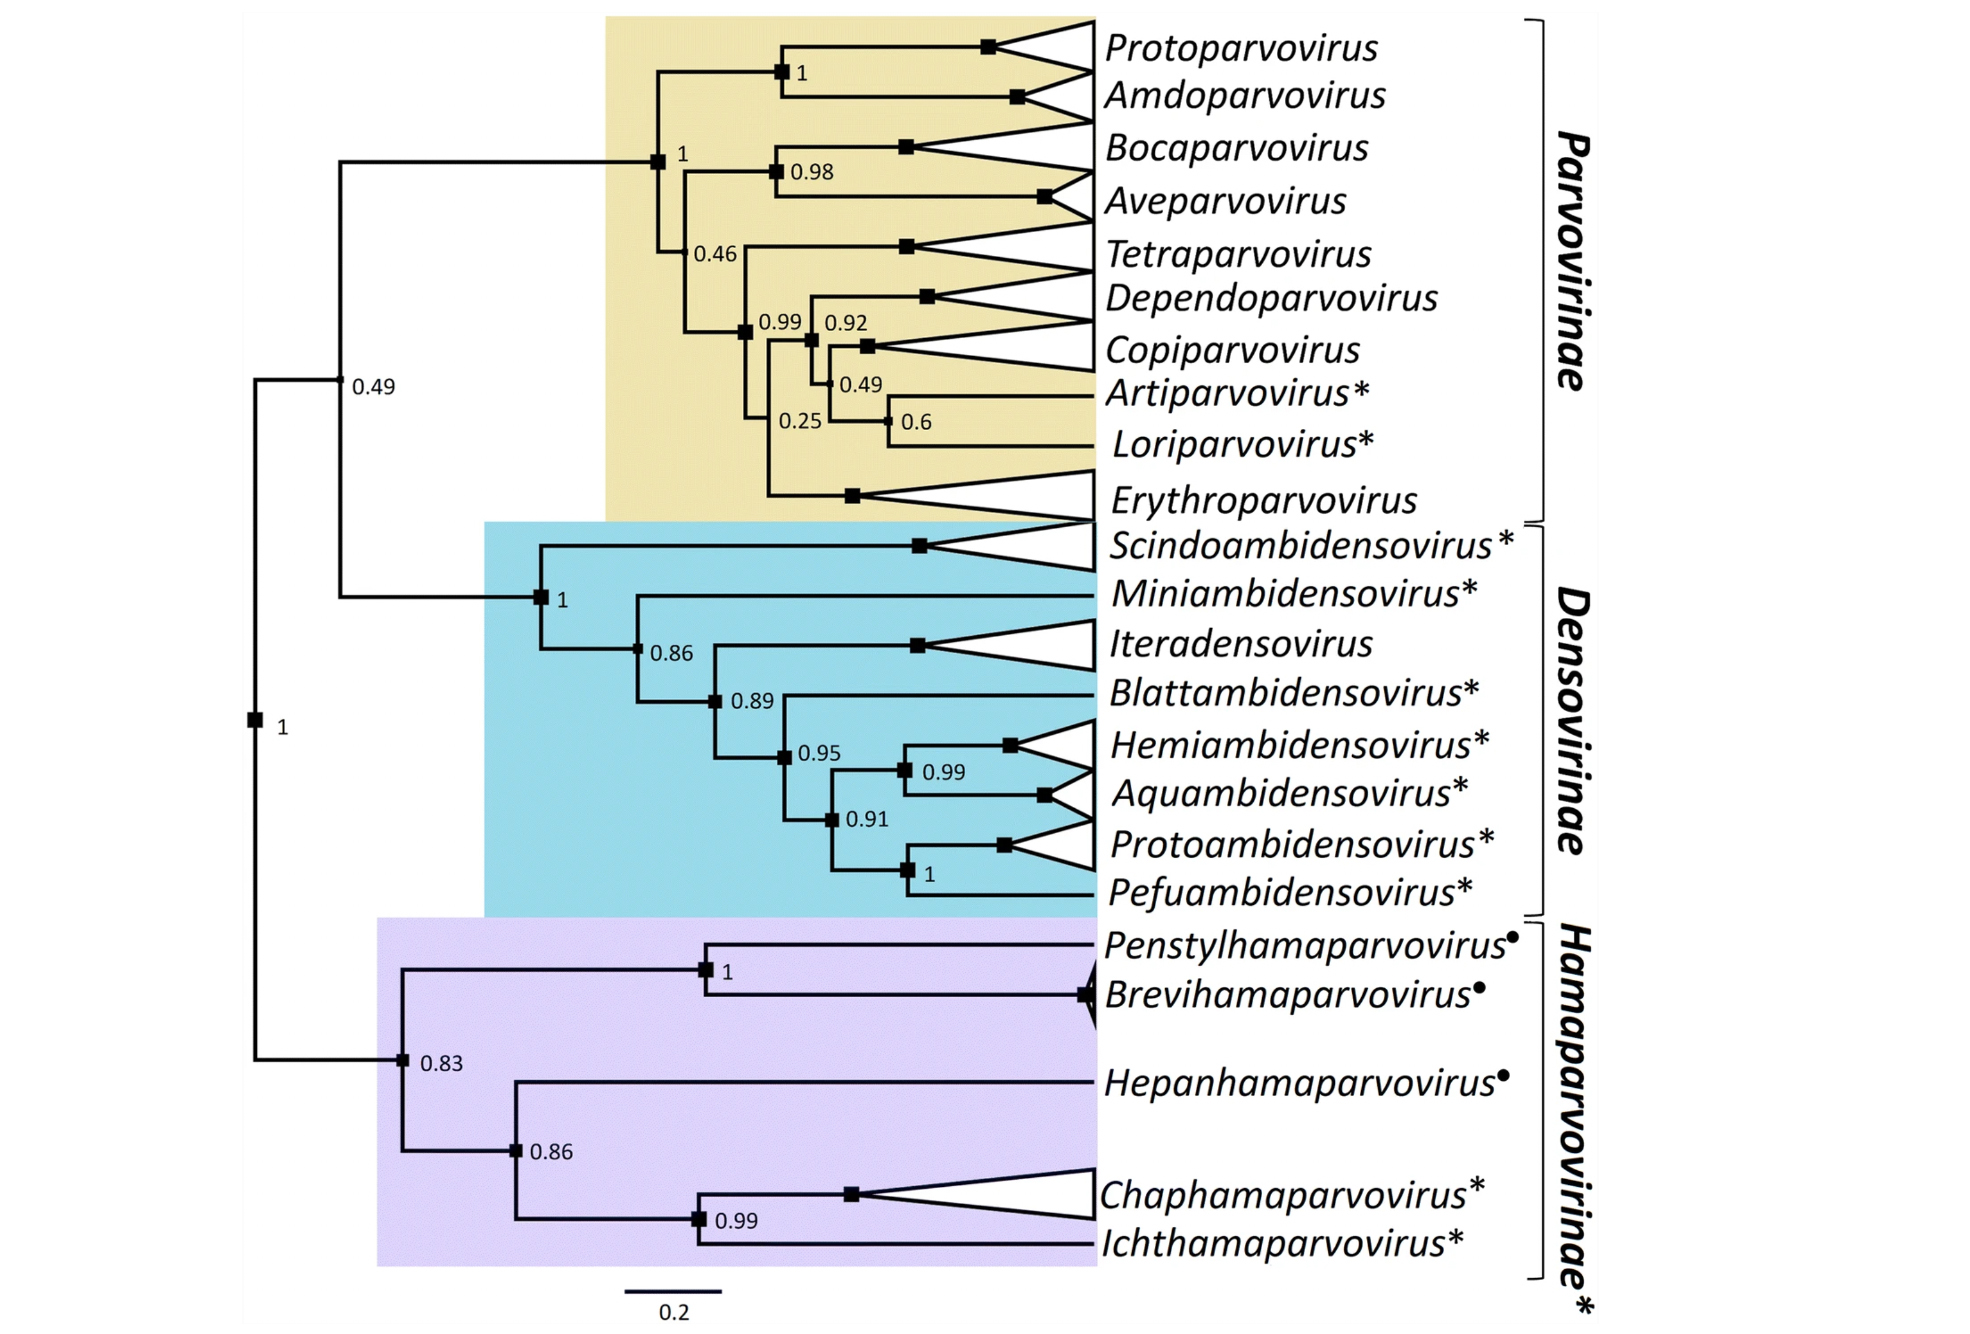 Protoparvovirus
1
Amdoparvovirus
Bocaparvovirus
1
0.98
Aveparvovirus
0.46
Tetraparvovirus
Dependoparvovirus
0.99
0.92
Copiparvovirus
0.49
0.49
Artiparvovirus*
0.25
0.6
Loriparvovirus*
Erythroparvovirus
Parvovirinae
Scindoambidensovirus*
1
Miniambidensovirus*
0.86
Iteradensovirus
0.89
Blattambidensovirus*
1
0.95
Hemiambidensovirus*
0.99
Aquambidensovirus*
0.91
Protoambidensovirus*
1
Pefuambidensovirus*
Densovirinae
Penstylhamaparvovirus•
1
Brevihamaparvovirus•
0.83
Hepanhamaparvovirus•
0.86
Chaphamaparvovirus*
0.99
Ichthamaparvovirus*
Hamaparvovirinae*
0.2